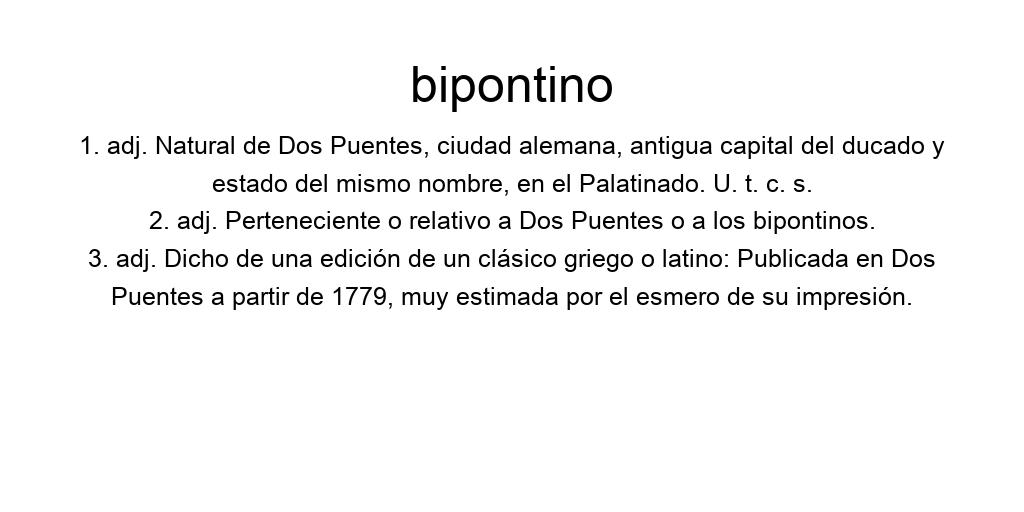 bipontino
1. adj. Natural de Dos Puentes, ciudad alemana, antigua capital del ducado y
estado del mismo nombre, en el Palatinado. U. t. c. s.
2. adj. Perteneciente o relativo a Dos Puentes o a los bipontinos.
3. adj. Dicho de una edición de un clásico griego o latino: Publicada en Dos
Puentes a partir de 1779, muy estimada por el esmero de su impresión.